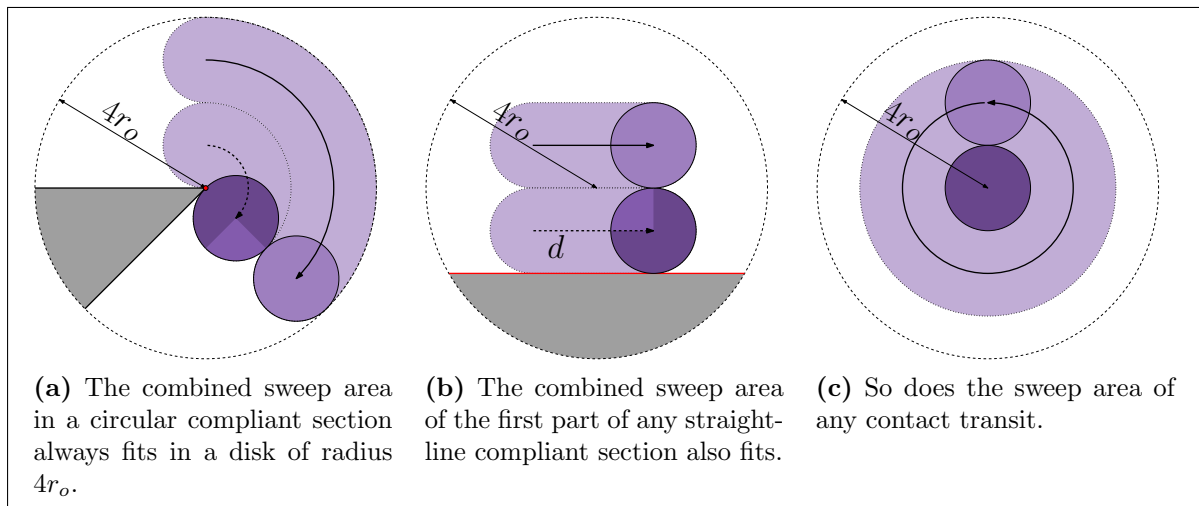 4r_o
4r_o
d
4r_o
(a) The combined sweep area
in a circular compliant section
always fits in a disk of radius
4r_o.
(b) The combined sweep area
of the first part of any straight-
line compliant section also fits.
(c) So does the sweep area of
any contact transit.